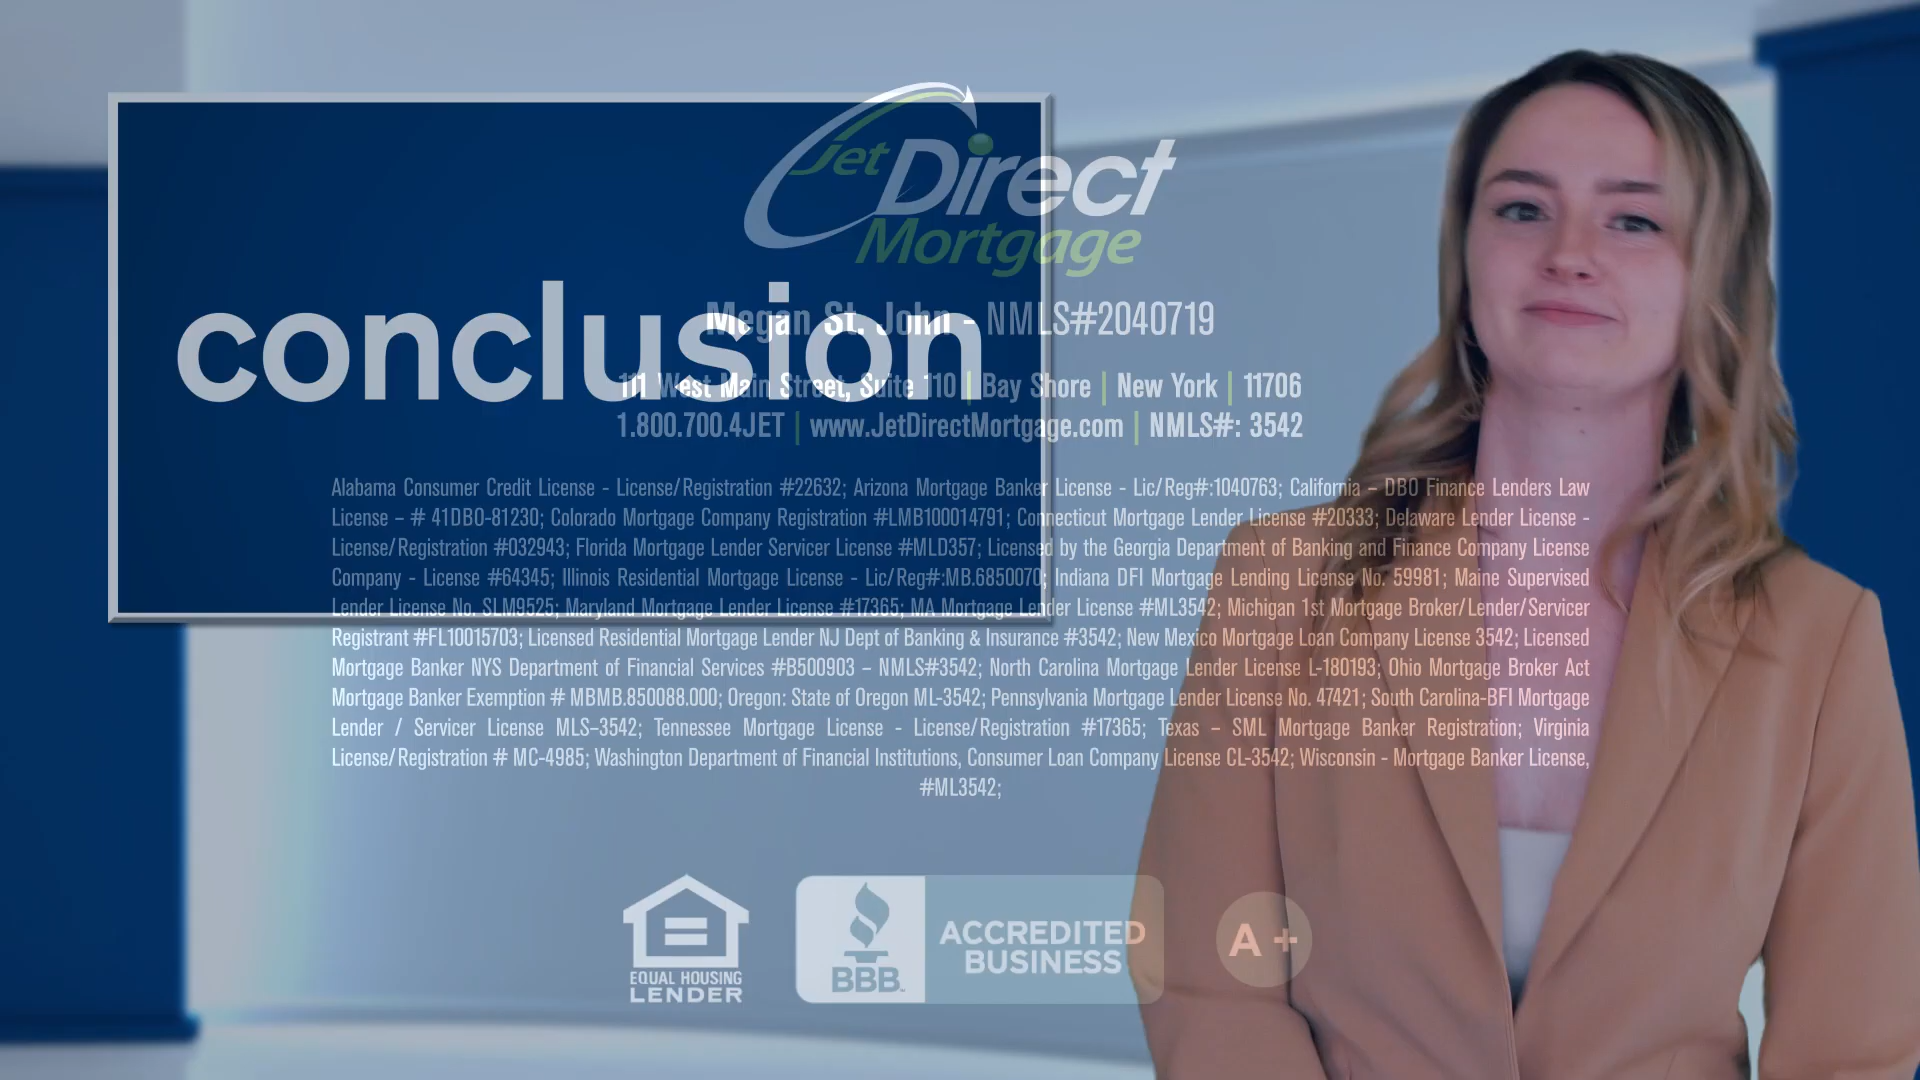 Jet Direct
Mortgage
conclusion
Megan St. John - NMLS#2040719
111 West Main Street, Suite 110 | Bay Shore | New York | 11706
1.800.700.4JET | www.JetDirectMortgage.com | NMLS#: 3542
Alabama Consumer Credit License - License/Registration #22632; Arizona Mortgage Banker License - Lic/Reg#:1040763; California – DBO Finance Lenders Law
License – # 41DBO-81230; Colorado Mortgage Company Registration #LMB100014791; Connecticut Mortgage Lender License #20333; Delaware Lender License -
License/Registration #032943; Florida Mortgage Lender Servicer License #MLD357; Licensed by the Georgia Department of Banking and Finance Company License
Company - License #64345; Illinois Residential Mortgage License - Lic/Reg#:MB.6850070; Indiana DFI Mortgage Lending License No. 59981; Maine Supervised
Lender License No. SLM9525; Maryland Mortgage Lender License #17365; MA Mortgage Lender License #ML3542; Michigan 1st Mortgage Broker/Lender/Servicer
Registrant #FL10015703; Licensed Residential Mortgage Lender NJ Dept of Banking & Insurance #3542; New Mexico Mortgage Loan Company License 3542; Licensed
Mortgage Banker NYS Department of Financial Services #B500903 – NMLS#3542; North Carolina Mortgage Lender License L-180193; Ohio Mortgage Broker Act
Mortgage Banker Exemption # MBMB.850088.000; Oregon: State of Oregon ML-3542; Pennsylvania Mortgage Lender License No. 47421; South Carolina-BFI Mortgage
Lender / Servicer License MLS–3542; Tennessee Mortgage License - License/Registration #17365; Texas – SML Mortgage Banker Registration; Virginia
License/Registration # MC-4985; Washington Department of Financial Institutions, Consumer Loan Company License CL-3542; Wisconsin - Mortgage Banker License,
#ML3542;
EQUAL HOUSING
LENDER
BBB
ACCREDITED
BUSINESS
A+